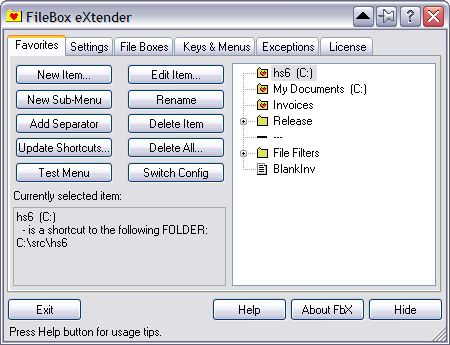 FileBox eXtender
Favorites Settings File Boxes Keys & Menus Exceptions License
New Item... Edit Item...
New Sub-Menu Rename
Add Separator Delete Item
Update Shortcuts... Delete All...
Test Menu Switch Config
Currently selected item:
hs6 (C:)
- is a shortcut to the following FOLDER:
C:\src\hs6
hs6 (C:)
My Documents (C:)
Invoices
Release
---
File Filters
BlankInv
Exit Help About FbX Hide
Press Help button for usage tips.